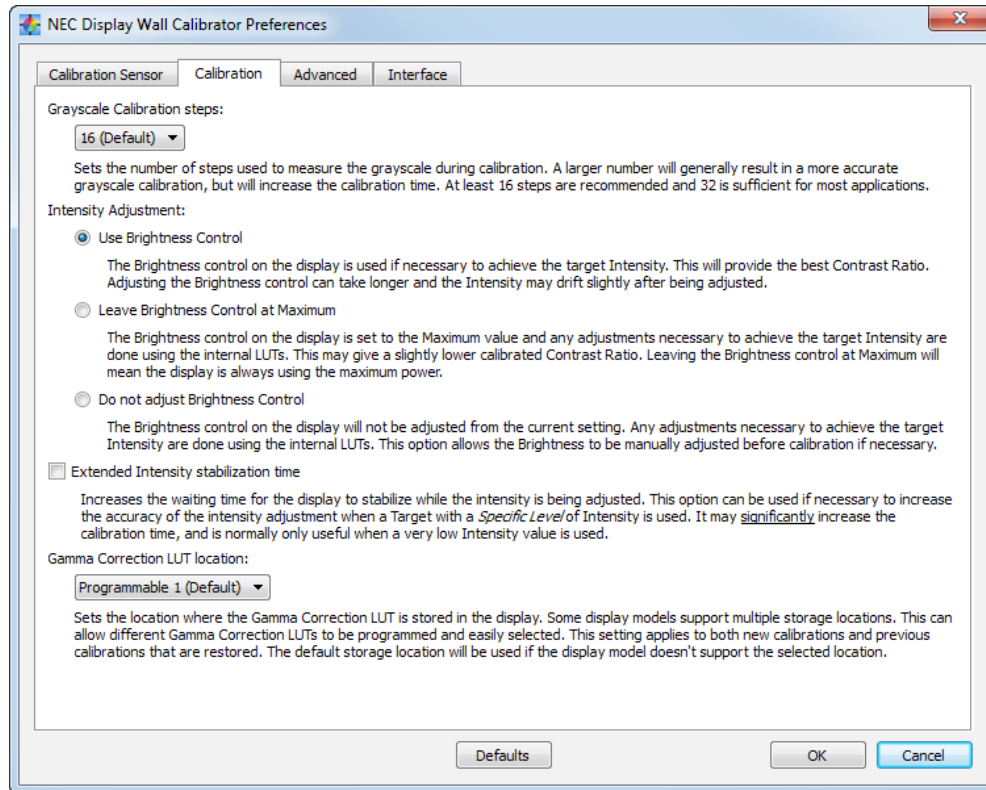 NEC Display Wall Calibrator Preferences
Calibration Sensor Calibration Advanced Interface
Grayscale Calibration steps:
16 (Default)
Sets the number of steps used to measure the grayscale during calibration. A larger number will generally result in a more accurate
grayscale calibration, but will increase the calibration time. At least 16 steps are recommended and 32 is sufficient for most applications.
Intensity Adjustment:
Use Brightness Control
The Brightness control on the display is used if necessary to achieve the target Intensity. This will provide the best Contrast Ratio.
Adjusting the Brightness control can take longer and the Intensity may drift slightly after being adjusted.
Leave Brightness Control at Maximum
The Brightness control on the display is set to the Maximum value and any adjustments necessary to achieve the target Intensity are
done using the internal LUTs. This may give a slightly lower calibrated Contrast Ratio. Leaving the Brightness control at Maximum will
mean the display is always using the maximum power.
Do not adjust Brightness Control
The Brightness control on the display will not be adjusted from the current setting. Any adjustments necessary to achieve the target
Intensity are done using the internal LUTs. This option allows the Brightness to be manually adjusted before calibration if necessary.
Extended Intensity stabilization time
Increases the waiting time for the display to stabilize while the intensity is being adjusted. This option can be used if necessary to increase
the accuracy of the intensity adjustment when a Target with a Specific Level of Intensity is used. It may significantly increase the
calibration time, and is normally only useful when a very low Intensity value is used.
Gamma Correction LUT location:
Programmable 1 (Default)
Sets the location where the Gamma Correction LUT is stored in the display. Some display models support multiple storage locations. This can
allow different Gamma Correction LUTs to be programmed and easily selected. This setting applies to both new calibrations and previous
calibrations that are restored. The default storage location will be used if the display model doesn't support the selected location.
Defaults OK Cancel